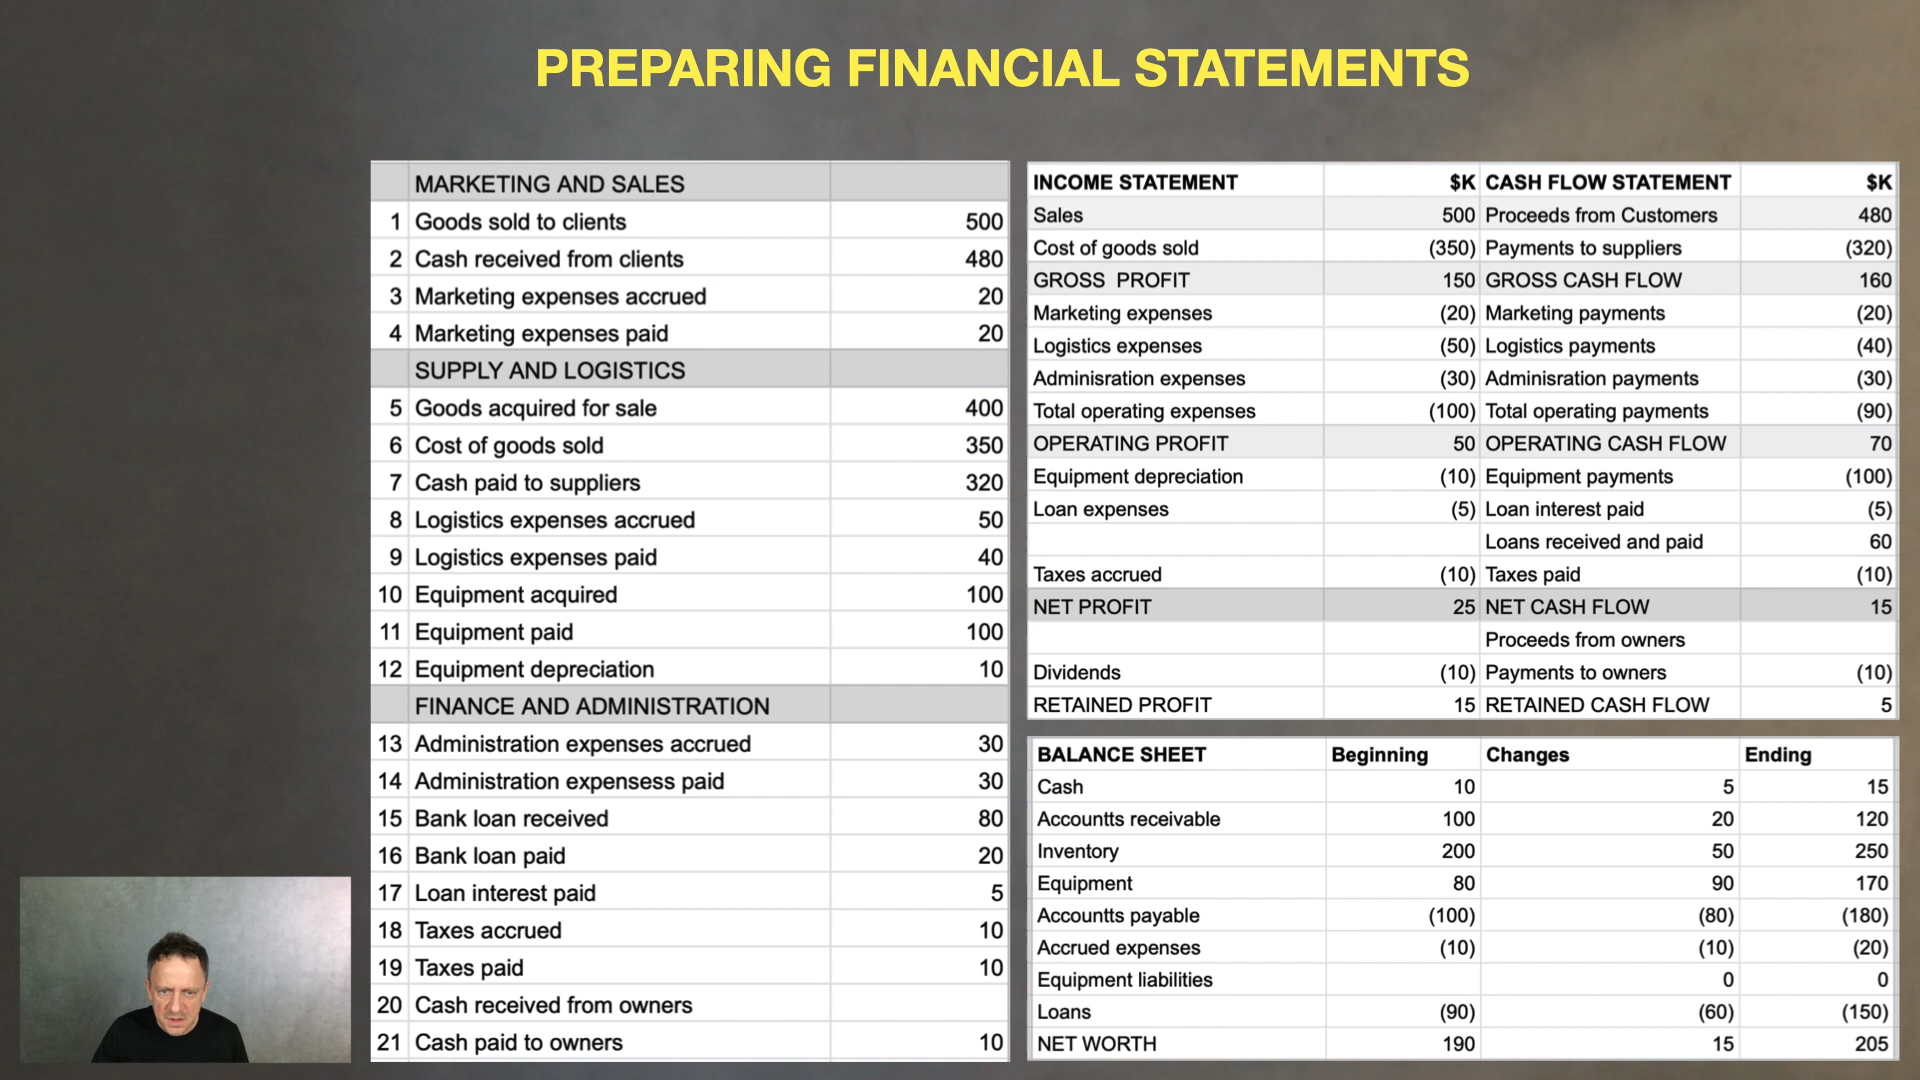 PREPARING FINANCIAL STATEMENTS
MARKETING AND SALES
1 Goods sold to clients 500
2 Cash received from clients 480
3 Marketing expenses accrued 20
4 Marketing expenses paid 20
SUPPLY AND LOGISTICS
5 Goods acquired for sale 400
6 Cost of goods sold 350
7 Cash paid to suppliers 320
8 Logistics expenses accrued 50
9 Logistics expenses paid 40
10 Equipment acquired 100
11 Equipment paid 100
12 Equipment depreciation 10
FINANCE AND ADMINISTRATION
13 Administration expenses accrued 30
14 Administration expensess paid 30
15 Bank loan received 80
16 Bank loan paid 20
17 Loan interest paid 5
18 Taxes accrued 10
19 Taxes paid 10
20 Cash received from owners
21 Cash paid to owners 10
INCOME STATEMENT $K CASH FLOW STATEMENT $K
Sales 500 Proceeds from Customers 480
Cost of goods sold (350) Payments to suppliers (320)
GROSS PROFIT 150 GROSS CASH FLOW 160
Marketing expenses (20) Marketing payments (20)
Logistics expenses (50) Logistics payments (40)
Adminisration expenses (30) Adminisration payments (30)
Total operating expenses (100) Total operating payments (90)
OPERATING PROFIT 50 OPERATING CASH FLOW 70
Equipment depreciation (10) Equipment payments (100)
Loan expenses (5) Loan interest paid (5)
Loans received and paid 60
Taxes accrued (10) Taxes paid (10)
NET PROFIT 25 NET CASH FLOW 15
Proceeds from owners
Dividends (10) Payments to owners (10)
RETAINED PROFIT 15 RETAINED CASH FLOW 5
BALANCE SHEET Beginning Changes Ending
Cash 10 5 15
Accountts receivable 100 20 120
Inventory 200 50 250
Equipment 80 90 170
Accountts payable (100) (80) (180)
Accrued expenses (10) (10) (20)
Equipment liabilities 0 0
Loans (90) (60) (150)
NET WORTH 190 15 205